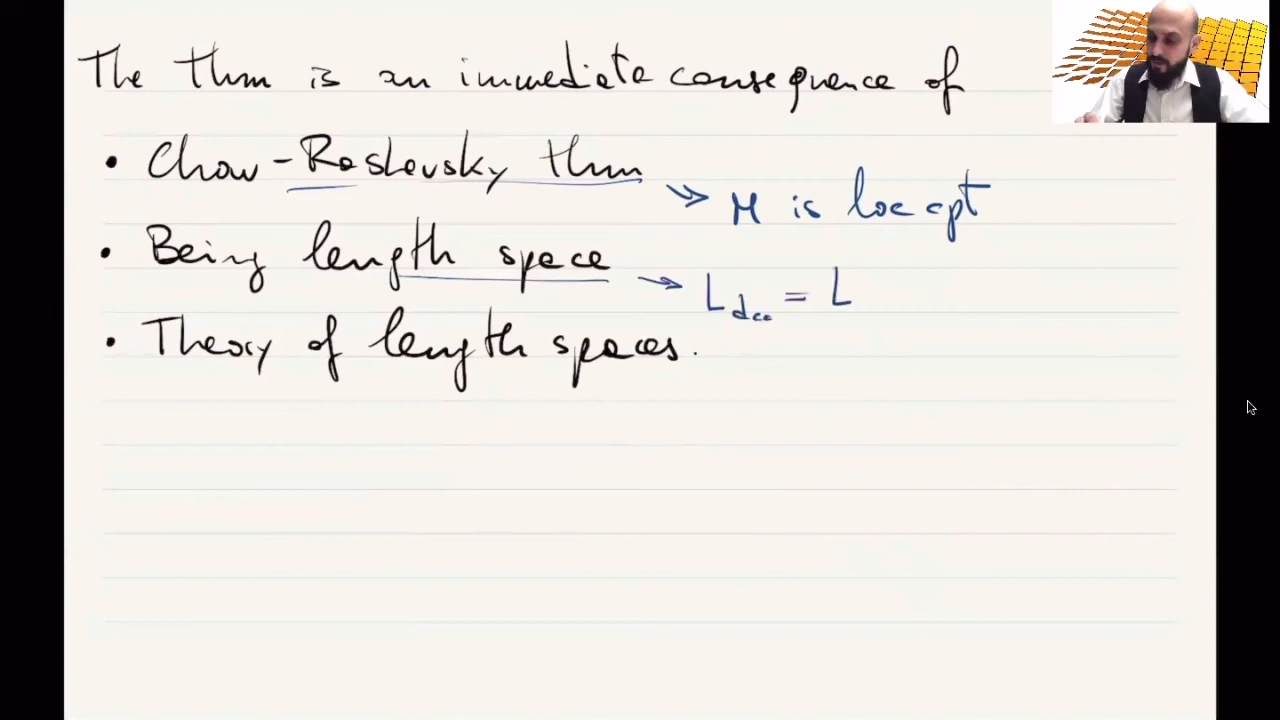 The thm is an immediate consequence of
• Chow-Rashevsky thm → M is loc cpt
• Being length space → L_dcc = L
• Theory of length spaces.